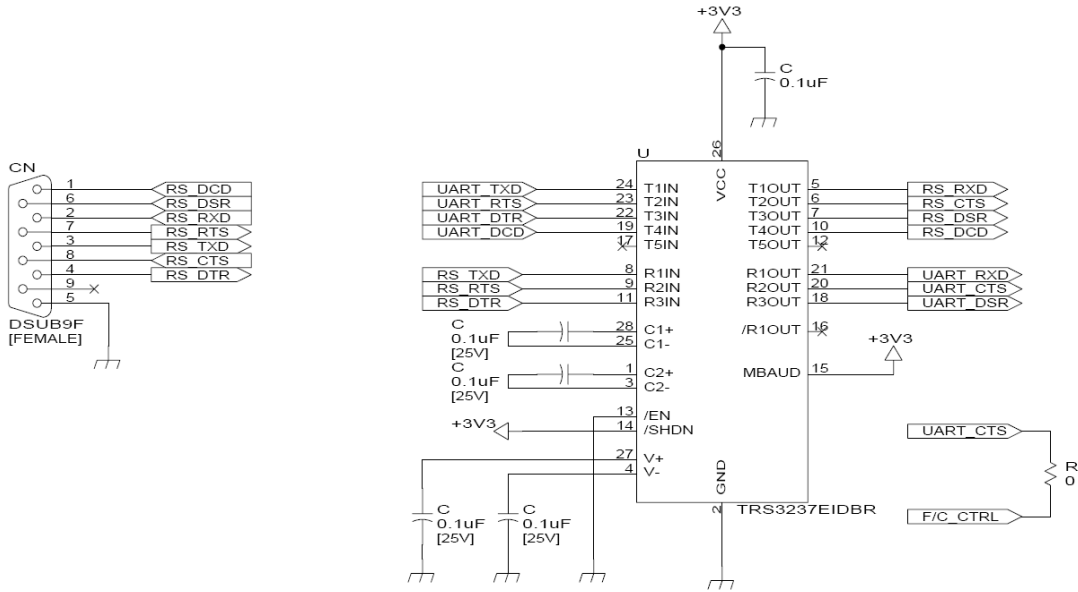 +3V3
C
0.1uF
CN
1 RS_DCD
6 RS_DSR
2 RS_RXD
7 RS_RTS
3 RS_TXD
8 RS_CTS
4 RS_DTR
9
5
DSUB9F
[FEMALE]
U
26
VCC
UART_TXD 24 T1IN T1OUT 5 RS_RXD
UART_RTS 23 T2IN T2OUT 6 RS_CTS
UART_DTR 22 T3IN T3OUT 7 RS_DSR
UART_DCD 19 T4IN T4OUT 10 RS_DCD
17 T5IN T5OUT 12
RS_TXD 8 R1IN R1OUT 21 UART_RXD
RS_RTS 9 R2IN R2OUT 20 UART_CTS
RS_DTR 11 R3IN R3OUT 18 UART_DSR
C
0.1uF
[25V]
28 C1+ /R1OUT 16
25 C1-
+3V3
C
0.1uF
[25V]
1 C2+ MBAUD 15
3 C2-
13 /EN
+3V3 14 /SHDN
27 V+
4 V-
GND
2
TRS3237EIDBR
C
0.1uF
[25V]
C
0.1uF
[25V]
UART_CTS
R
0
F/C_CTRL